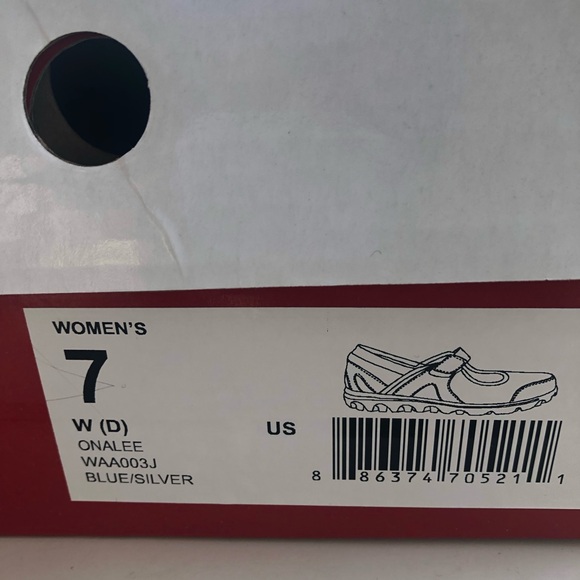 WOMEN'S
7
W (D)
US
ONALEE
WAA003J
BLUE/SILVER
8 86374 70521 1